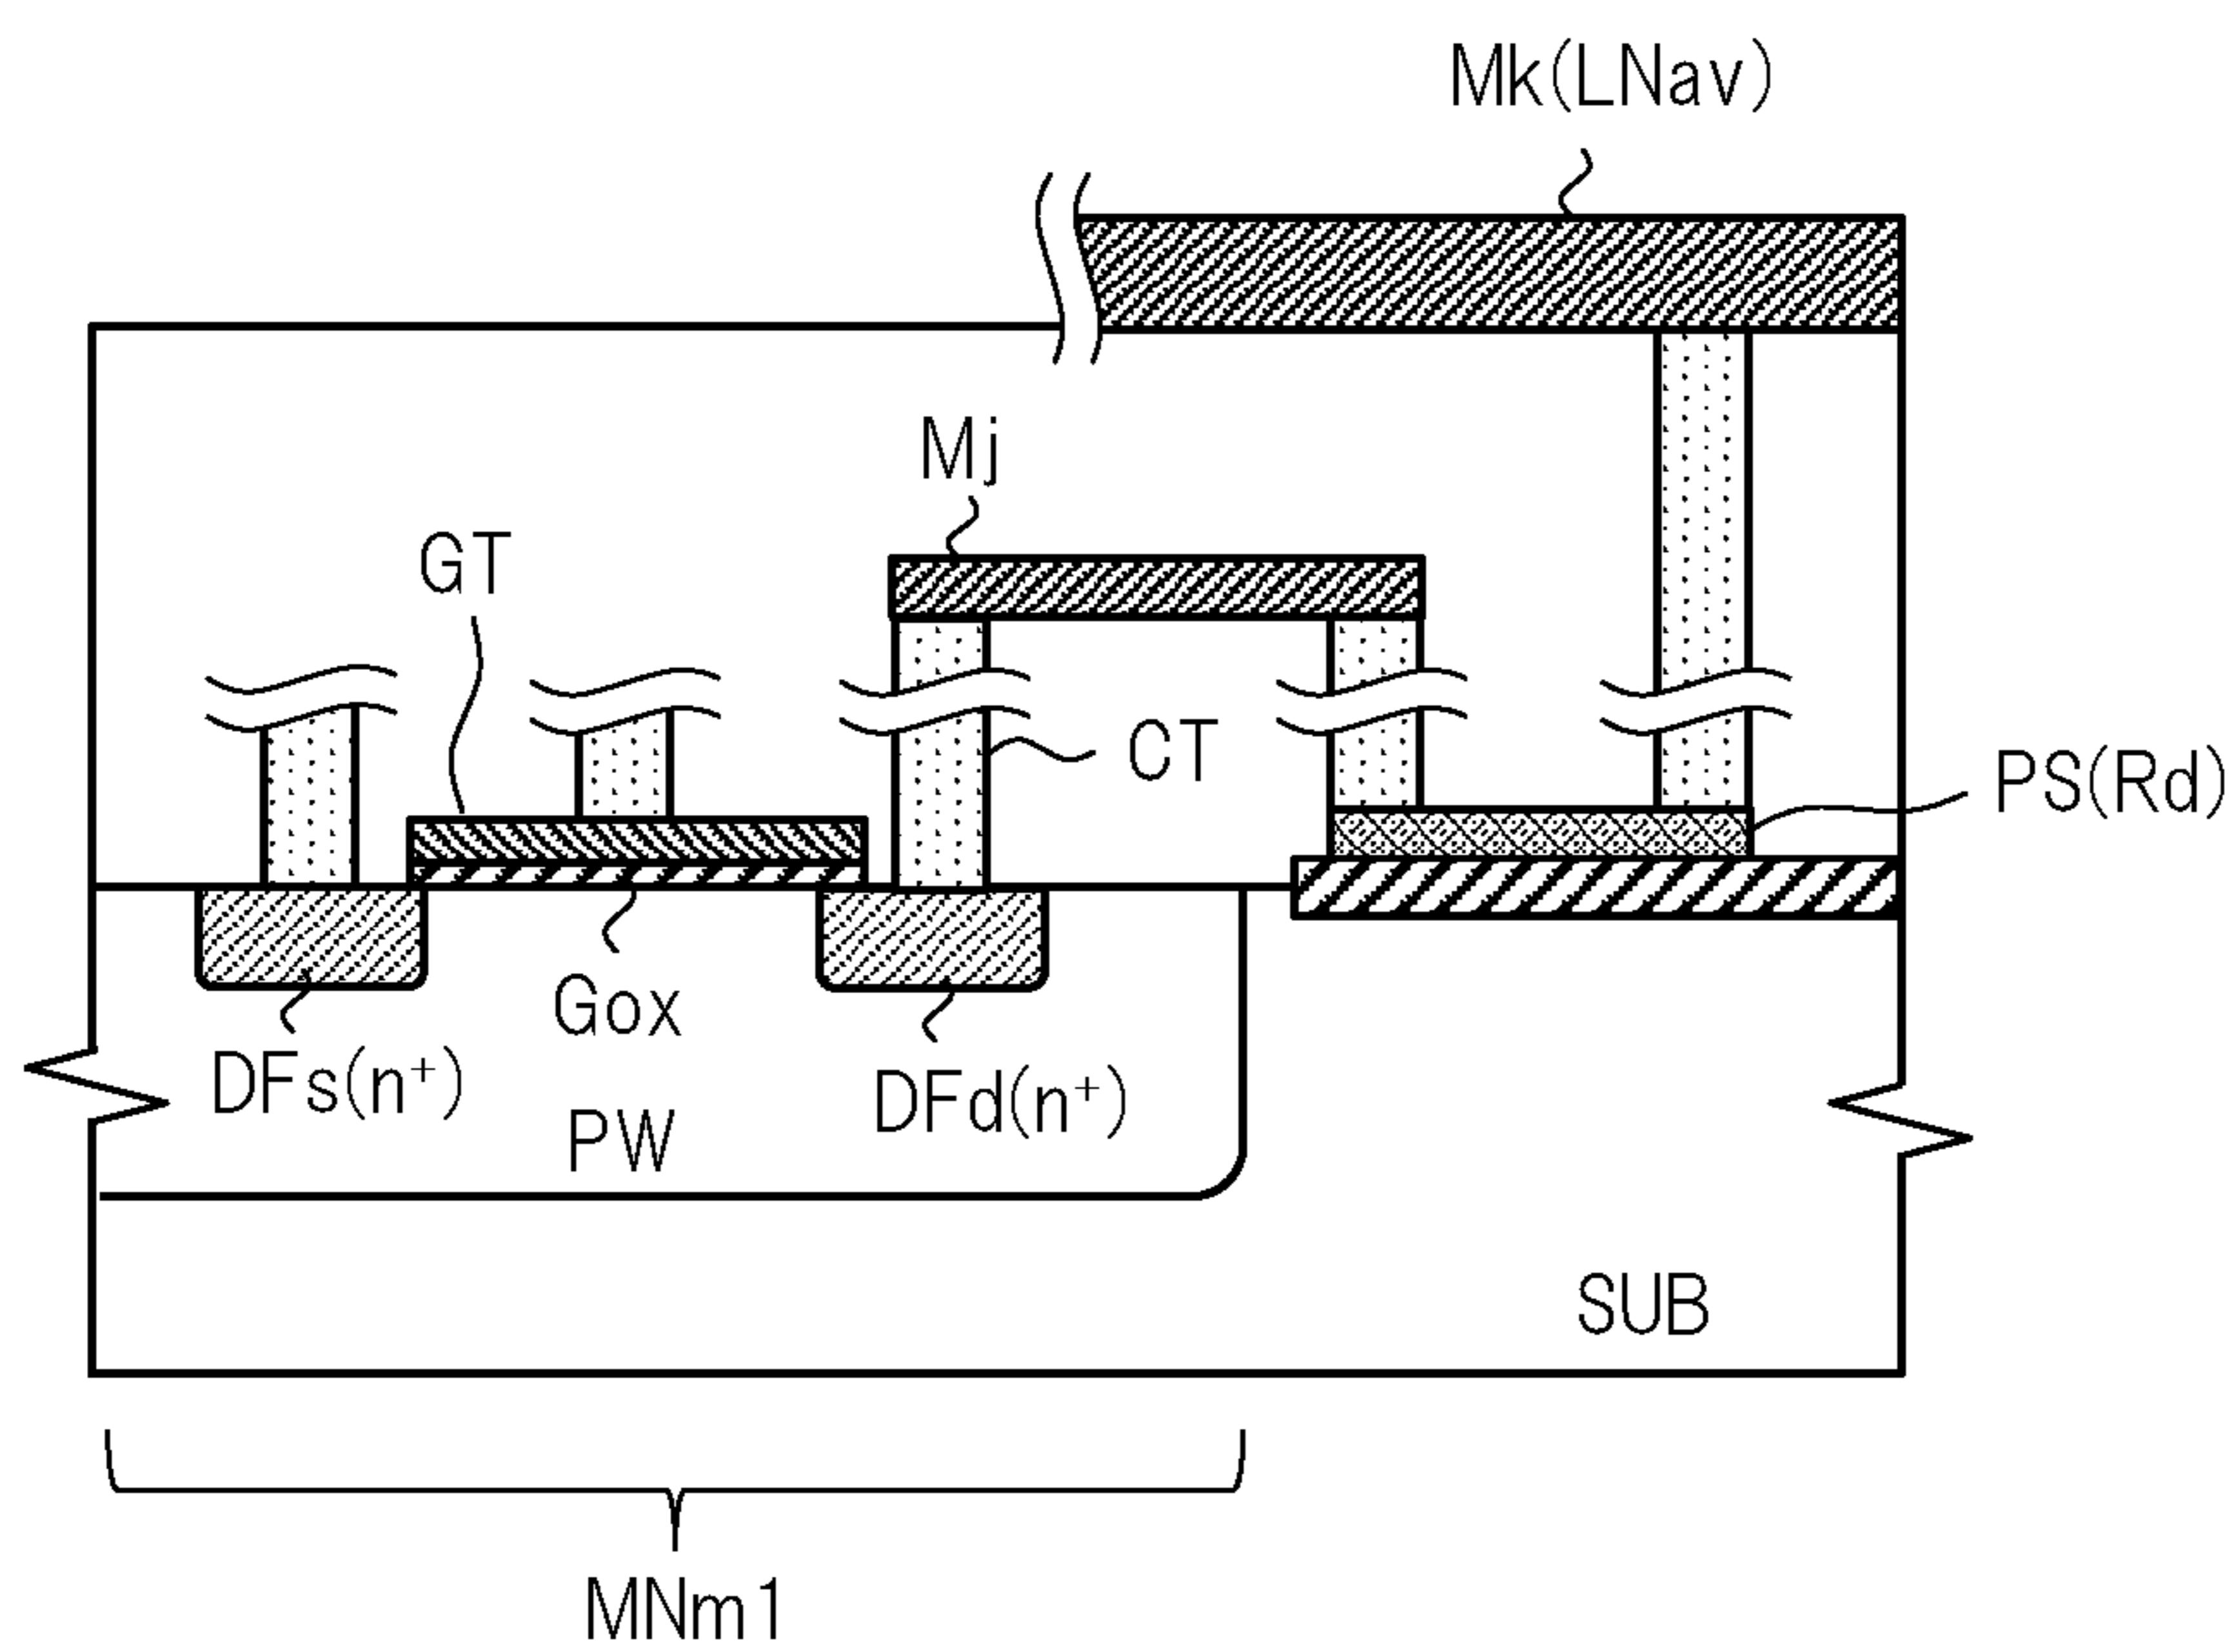 Mk(LNav)
Mj
GT
CT
PS(Rd)
Gox
DFs(n⁺)
DFd(n⁺)
PW
SUB
MNm1